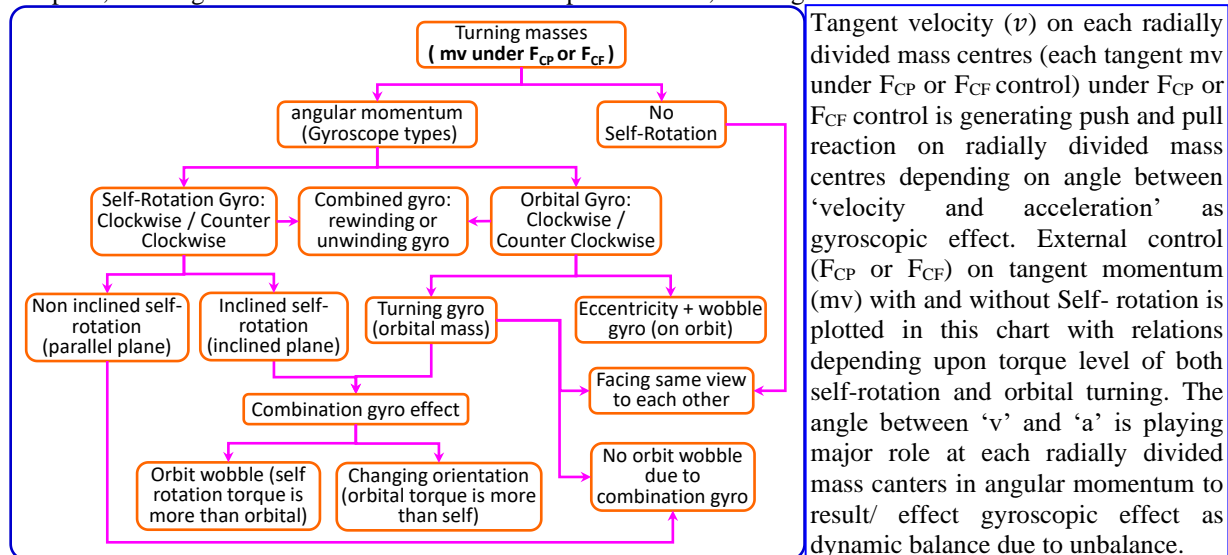 Turning masses
( mv under FCP or FCF )
angular momentum
(Gyroscope types)
No
Self-Rotation
Self-Rotation Gyro:
Clockwise / Counter
Clockwise
Combined gyro:
rewinding or
unwinding gyro
Orbital Gyro:
Clockwise /
Counter Clockwise
Non inclined self-
rotation
(parallel plane)
Inclined self-
rotation
(inclined plane)
Turning gyro
(orbital mass)
Eccentricity + wobble
gyro (on orbit)
Facing same view
to each other
Combination gyro effect
Orbit wobble (self
rotation torque is
more than orbital)
Changing orientation
(orbital torque is more
than self)
No orbit wobble
due to
combination gyro
Tangent velocity (v) on each radially
divided mass centres (each tangent mv
under FCP or FCF control) under FCP or
FCF control is generating push and pull
reaction on radially divided mass
centres depending on angle between
‘velocity and acceleration’ as
gyroscopic effect. External control
(FCP or FCF) on tangent momentum
(mv) with and without Self- rotation is
plotted in this chart with relations
depending upon torque level of both
self-rotation and orbital turning. The
angle between ‘v’ and ‘a’ is playing
major role at each radially divided
mass canters in angular momentum to
result/ effect gyroscopic effect as
dynamic balance due to unbalance.